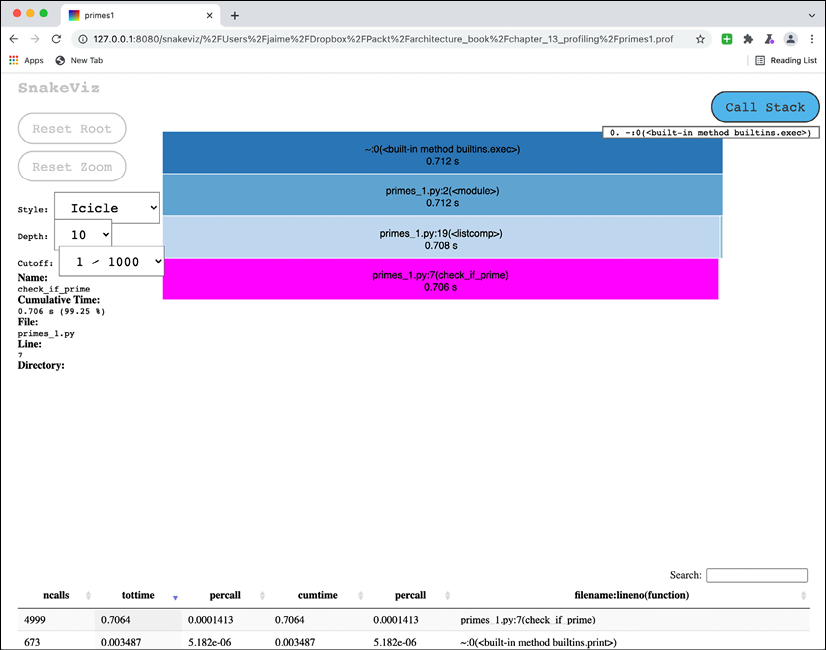 primes1
127.0.0.1:8080/snakeviz/%2FUsers%2Fjaime%2FDropbox%2FPackt%2Farchitecture_book%2Fchapter_13_profiling%2Fprimes1.prof
Apps New Tab Reading List
SnakeViz
Call Stack
0. ~:0(<built-in method builtins.exec>)
Reset Root
Reset Zoom
~:0(<built-in method builtins.exec>)
0.712 s
primes_1.py:2(<module>)
0.712 s
primes_1.py:19(<listcomp>)
0.708 s
primes_1.py:7(check_if_prime)
0.706 s
Style: Icicle
Depth: 10
Cutoff: 1 / 1000
Name:
check_if_prime
Cumulative Time:
0.706 s (99.25 %)
File:
primes_1.py
Line:
7
Directory:
Search:
ncalls tottime percall cumtime percall filename:lineno(function)
4999 0.7064 0.0001413 0.7064 0.0001413 primes_1.py:7(check_if_prime)
673 0.003487 5.182e-06 0.003487 5.182e-06 ~:0(<built-in method builtins.print>)